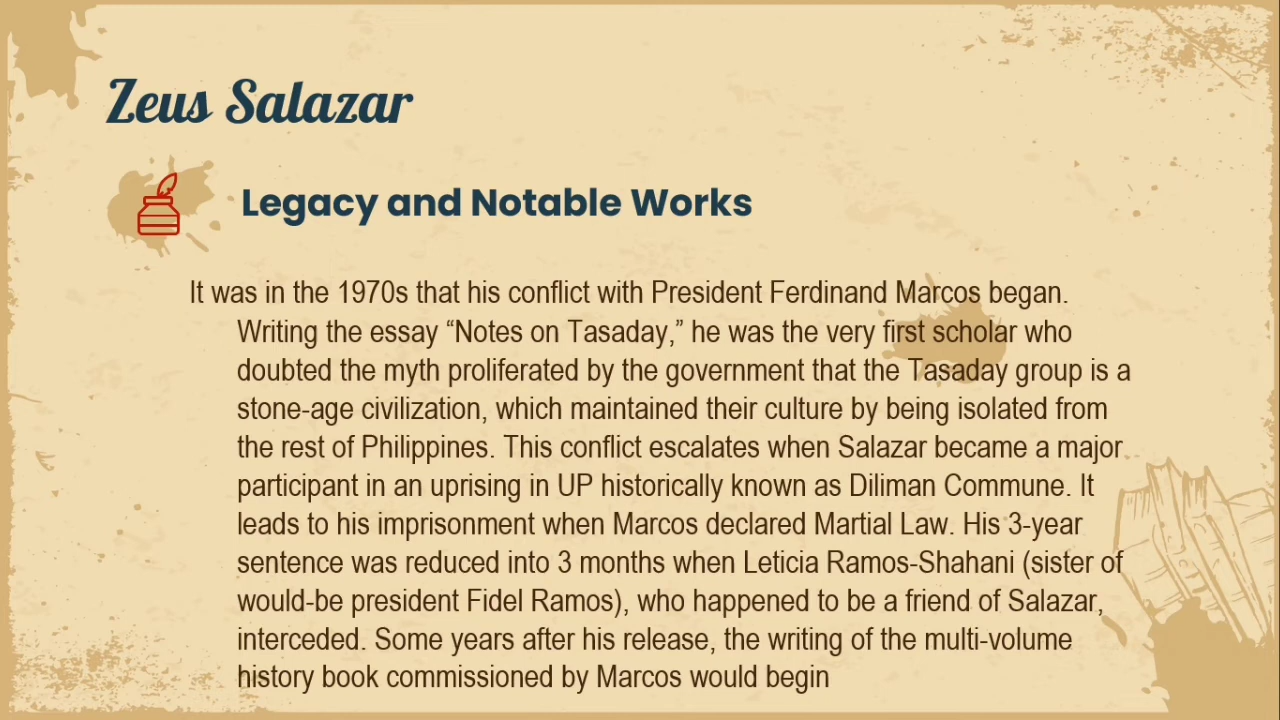 Zeus Salazar
Legacy and Notable Works
It was in the 1970s that his conflict with President Ferdinand Marcos began.
Writing the essay “Notes on Tasaday,” he was the very first scholar who
doubted the myth proliferated by the government that the Tasaday group is a
stone-age civilization, which maintained their culture by being isolated from
the rest of Philippines. This conflict escalates when Salazar became a major
participant in an uprising in UP historically known as Diliman Commune. It
leads to his imprisonment when Marcos declared Martial Law. His 3-year
sentence was reduced into 3 months when Leticia Ramos-Shahani (sister of
would-be president Fidel Ramos), who happened to be a friend of Salazar,
interceded. Some years after his release, the writing of the multi-volume
history book commissioned by Marcos would begin